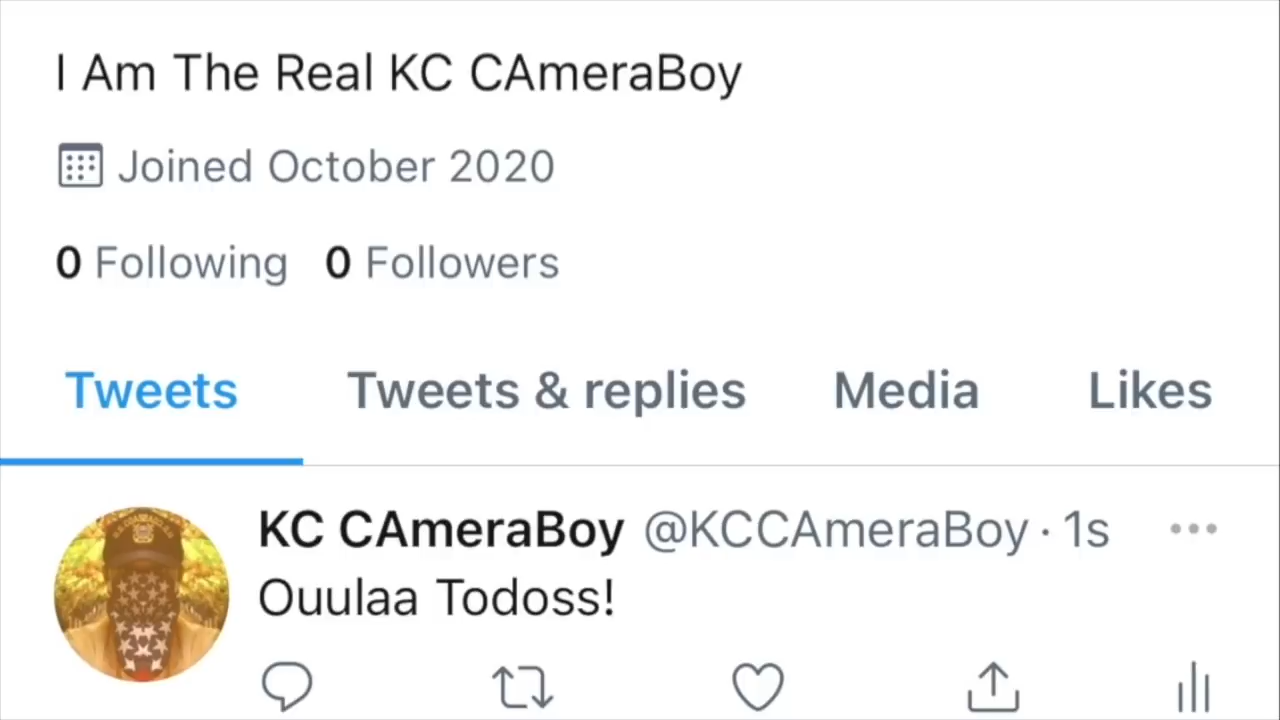 I Am The Real KC CAmeraBoy
Joined October 2020
0 Following 0 Followers
Tweets Tweets & replies Media Likes
KC CAmeraBoy @KCCAmeraBoy · 1s
Ouulaa Todoss!